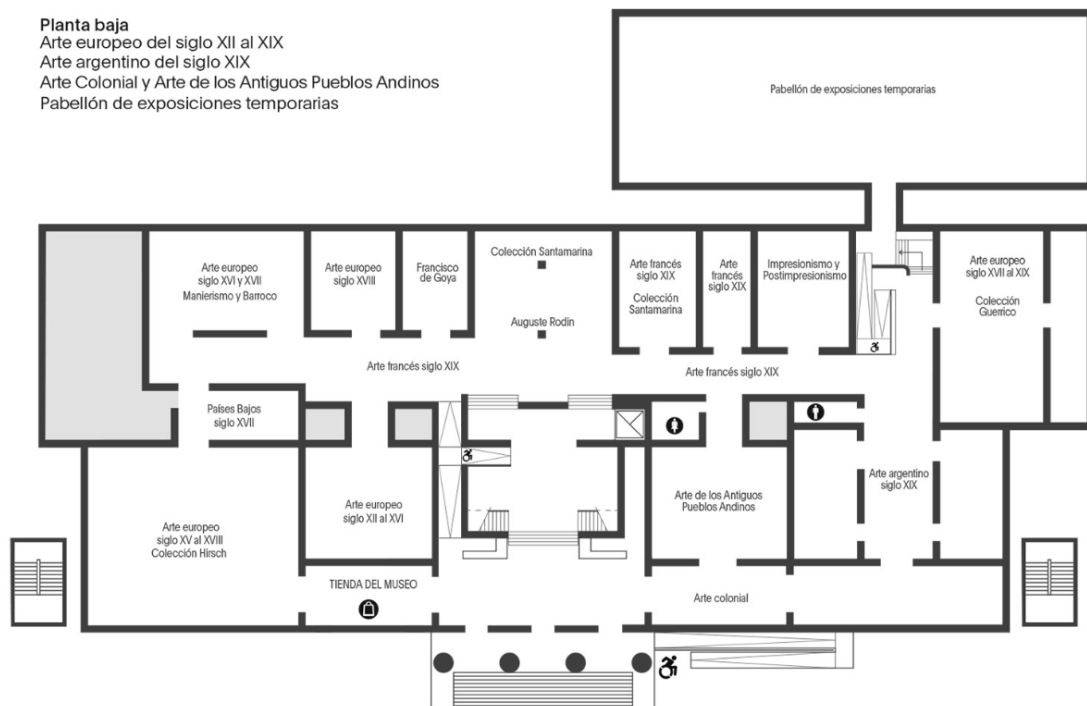 Planta baja
Arte europeo del siglo XII al XIX
Arte argentino del siglo XIX
Arte Colonial y Arte de los Antiguos Pueblos Andinos
Pabellón de exposiciones temporarias
Pabellón de exposiciones temporarias
Arte europeo
siglo XVI y XVII
Manierismo y Barroco
Arte europeo
siglo XVIII
Francisco
de Goya
Colección Santamarina
Auguste Rodin
Arte francés
siglo XIX
Colección
Santamarina
Arte
francés
siglo XIX
Impresionismo y
Postimpresionismo
Arte europeo
siglo XVII al XIX
Colección
Guerrico
Arte francés siglo XIX
Arte francés siglo XIX
Países Bajos
siglo XVII
Arte europeo
siglo XV al XVIII
Colección Hirsch
Arte europeo
siglo XII al XVI
Arte de los Antiguos
Pueblos Andinos
Arte argentino
siglo XIX
TIENDA DEL MUSEO
Arte colonial